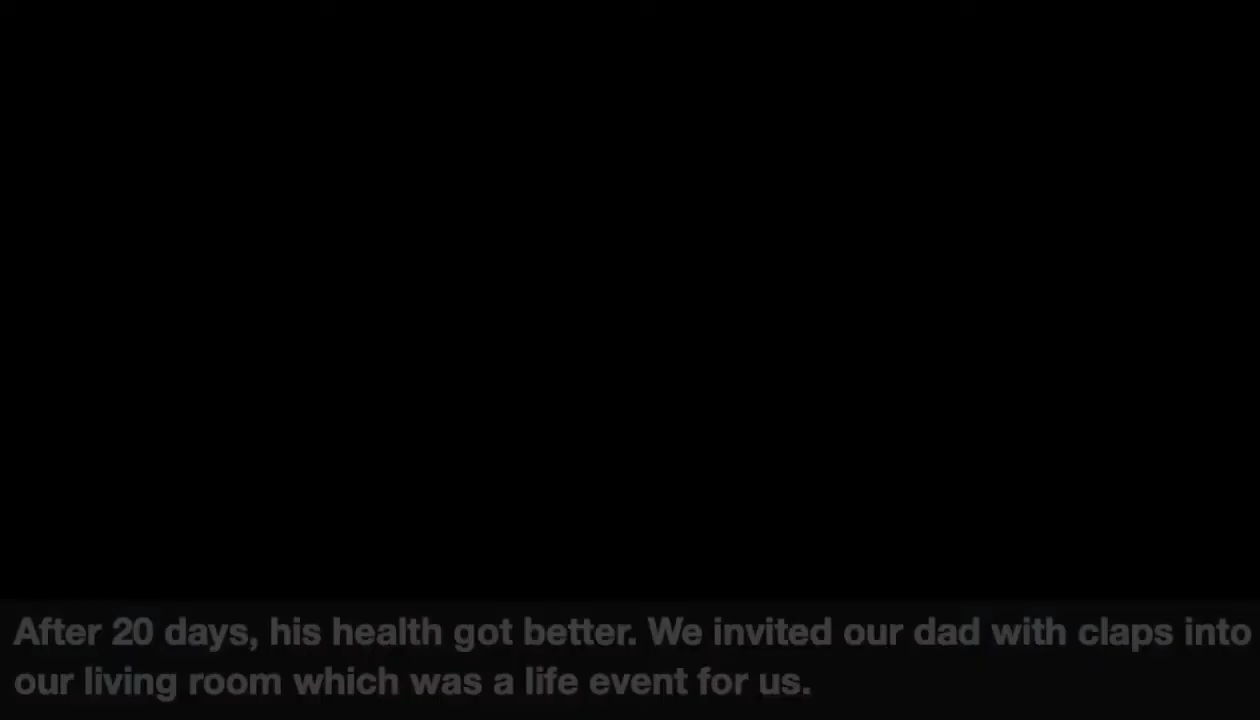 After 20 days, his health got better. We invited our dad with claps into
our living room which was a life event for us.